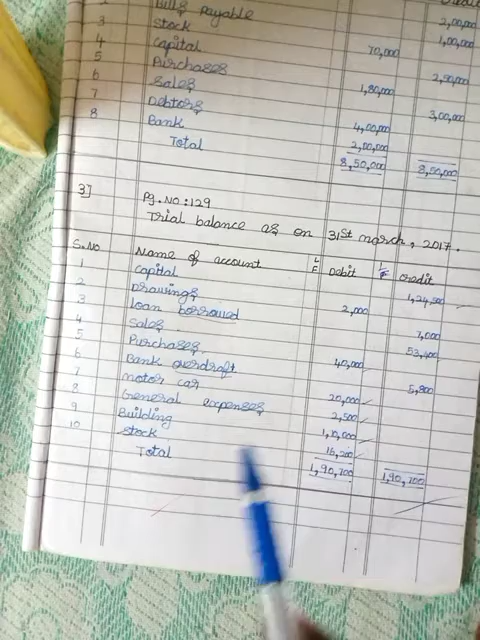 Bills payable 2,00,000
3 Stock 1,00,000
4 Capital 70,000
5 Purchases 2,50,000
6 Sales 1,80,000
7 Debtors 3,00,000
8 Bank 4,00,000
Total 2,00,000
8,50,000 8,50,000
3] Pg.No:129
Trial balance as on 31st march, 2017.
S.No Name of account L F Debit L F credit
1 Capital 1,24,500
2 Drawings 2,000
3 loan borrowed 7,000
4 Sales 53,400
5 Purchases 40,000
6 Bank overdraft 5,800
7 motor car 20,000
8 General expenses 2,500
9 Building 1,10,000
10 Stock 16,200
Total 1,90,700 1,90,700